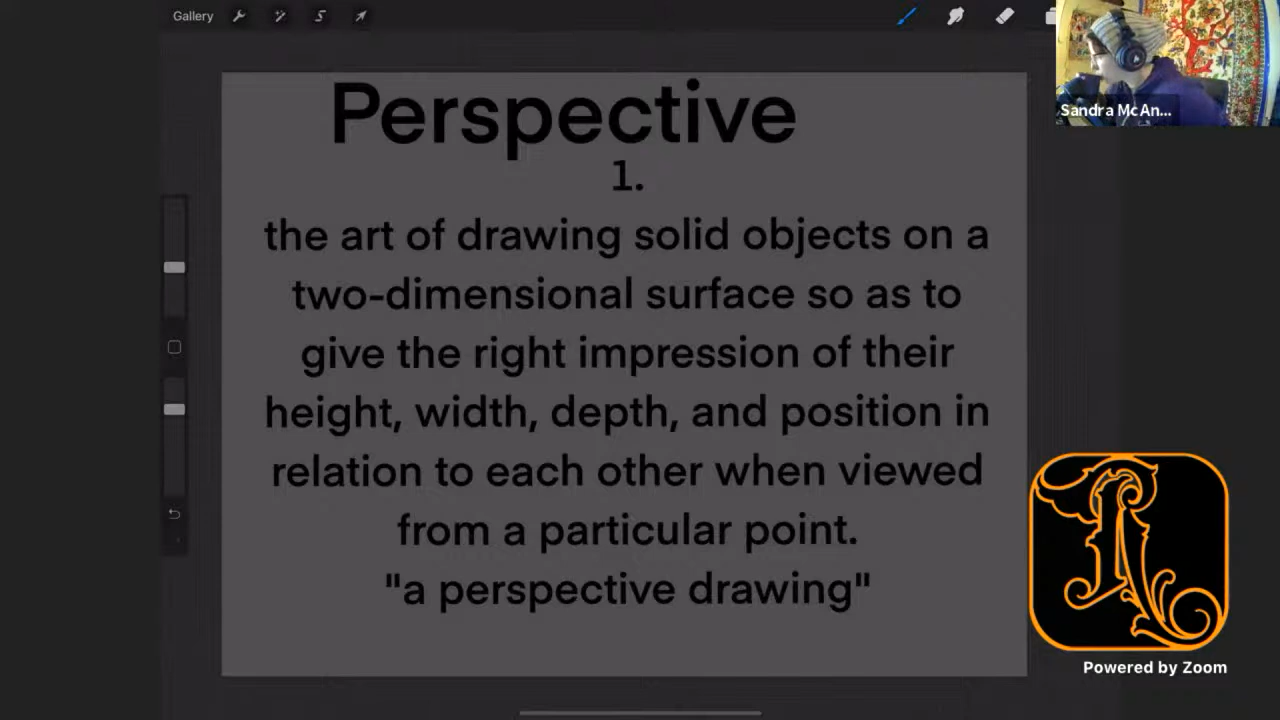 Gallery
Sandra McAn...
Perspective
1.
the art of drawing solid objects on a
two-dimensional surface so as to
give the right impression of their
height, width, depth, and position in
relation to each other when viewed
from a particular point.
"a perspective drawing"
Powered by Zoom